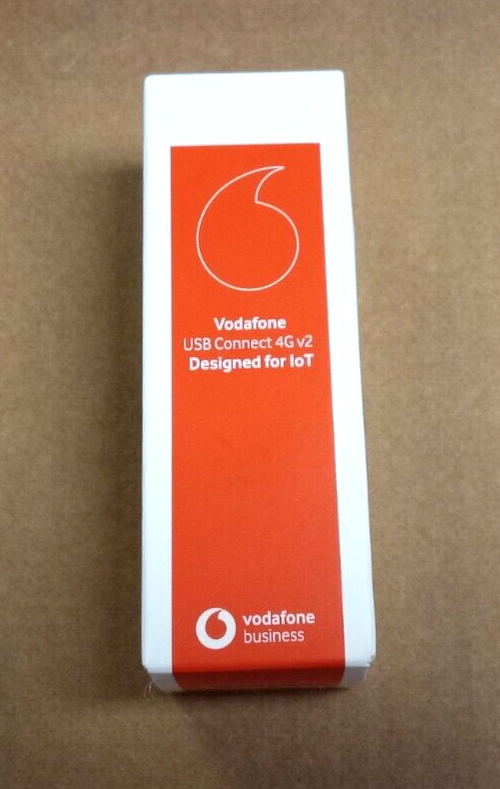 Vodafone
USB Connect 4G v2
Designed for IoT
vodafone
business